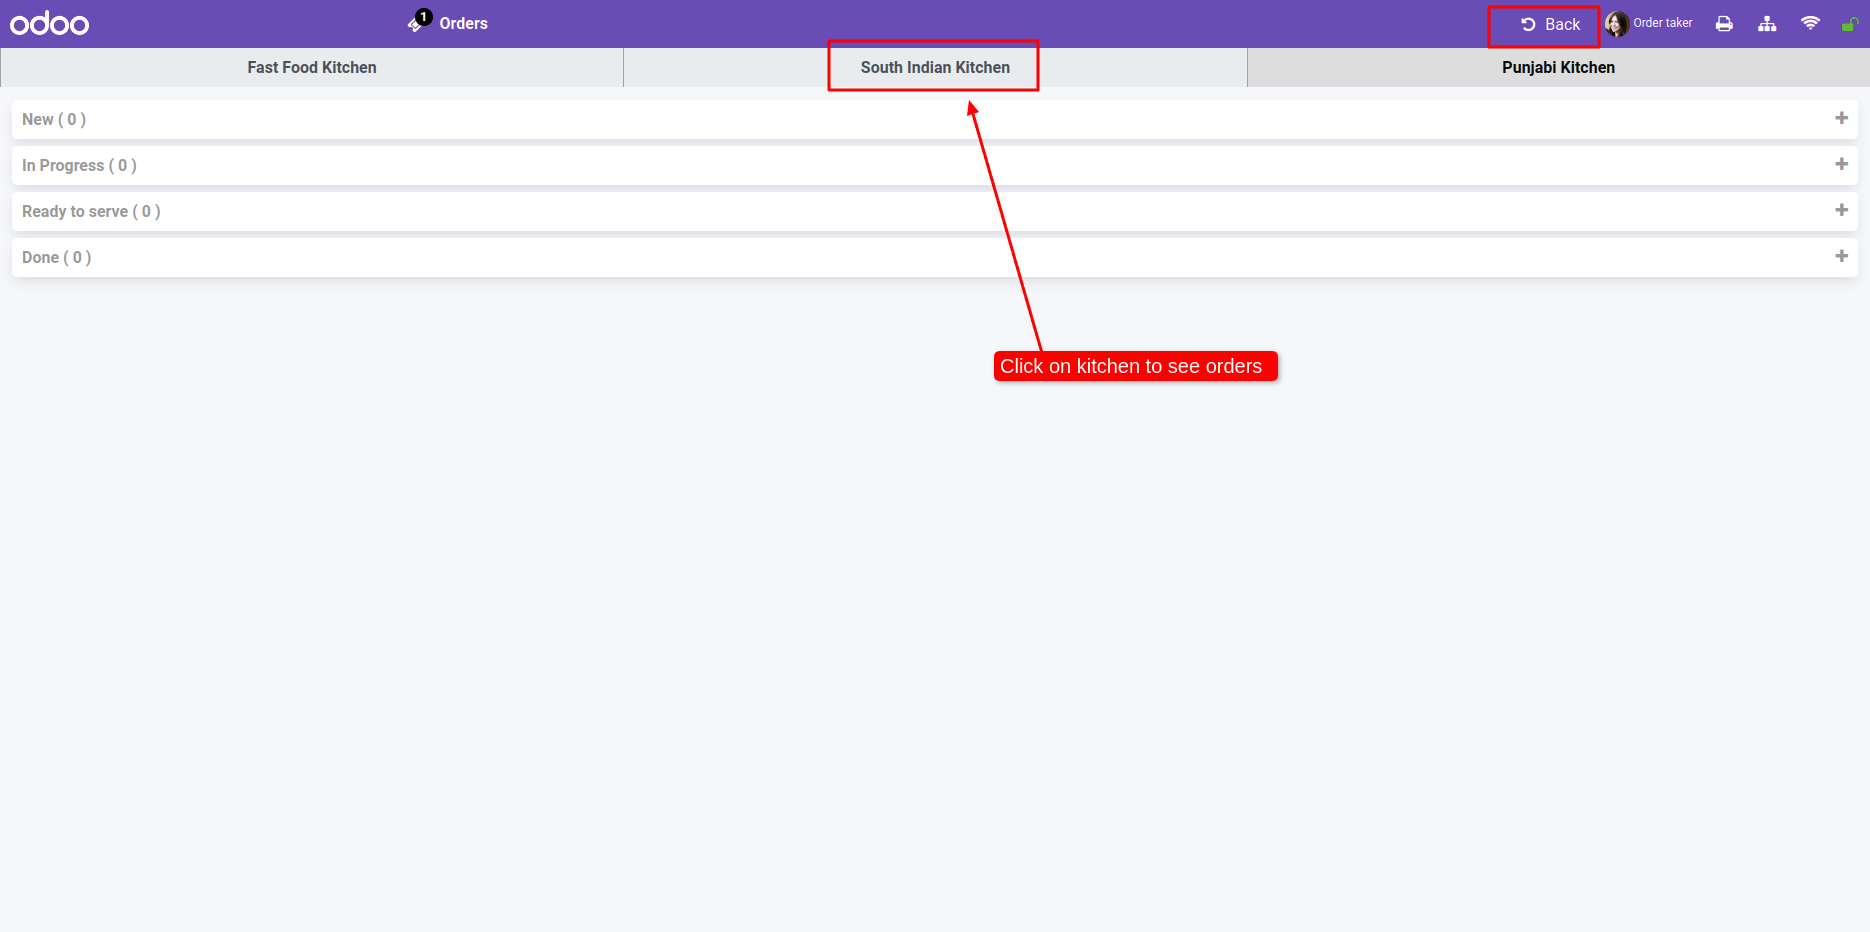 odoo 1 Orders Back Order taker
Fast Food Kitchen South Indian Kitchen Punjabi Kitchen
New ( 0 )
In Progress ( 0 )
Ready to serve ( 0 )
Done ( 0 )
Click on kitchen to see orders